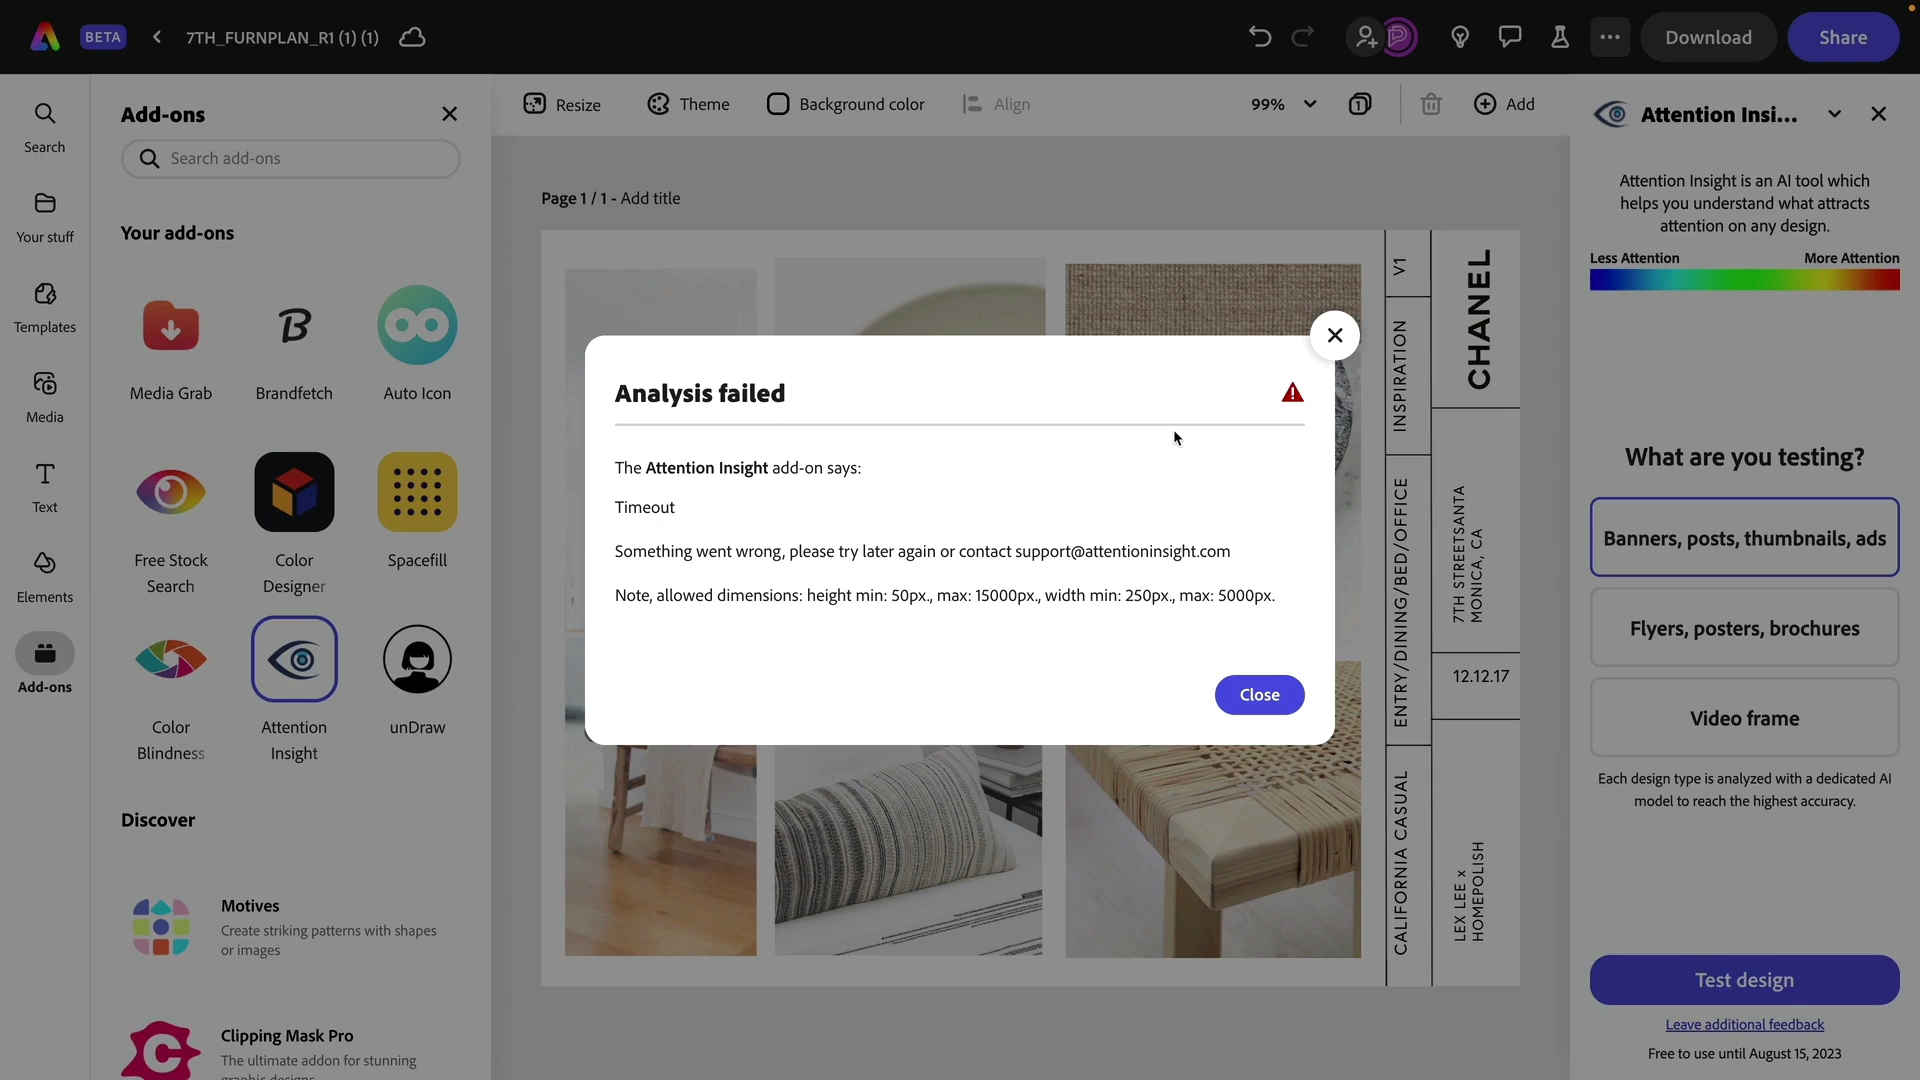 BETA
7TH_FURNPLAN_R1 (1) (1)
Download
Share
Search
Your stuff
Templates
Media
Text
Elements
Add-ons
Add-ons
Search add-ons
Your add-ons
Media Grab
Brandfetch
Auto Icon
Free Stock
Search
Color
Designer
Spacefill
Color
Blindness
Attention
Insight
unDraw
Discover
Motives
Create striking patterns with shapes
or images
Clipping Mask Pro
The ultimate addon for stunning
graphic designs
Resize
Theme
Background color
Align
99%
1
Add
Page 1 / 1 - Add title
V1
INSPIRATION
ENTRY/DINING/BED/OFFICE
CALIFORNIA CASUAL
CHANEL
7TH STREETSANTA
MONICA, CA
12.12.17
LEX LEE x
HOMEPOLISH
Analysis failed
The Attention Insight add-on says:
Timeout
Something went wrong, please try later again or contact support@attentioninsight.com
Note, allowed dimensions: height min: 50px., max: 15000px., width min: 250px., max: 5000px.
Close
Attention Insi...
Attention Insight is an AI tool which
helps you understand what attracts
attention on any design.
Less Attention
More Attention
What are you testing?
Banners, posts, thumbnails, ads
Flyers, posters, brochures
Video frame
Each design type is analyzed with a dedicated AI
model to reach the highest accuracy.
Test design
Leave additional feedback
Free to use until August 15, 2023